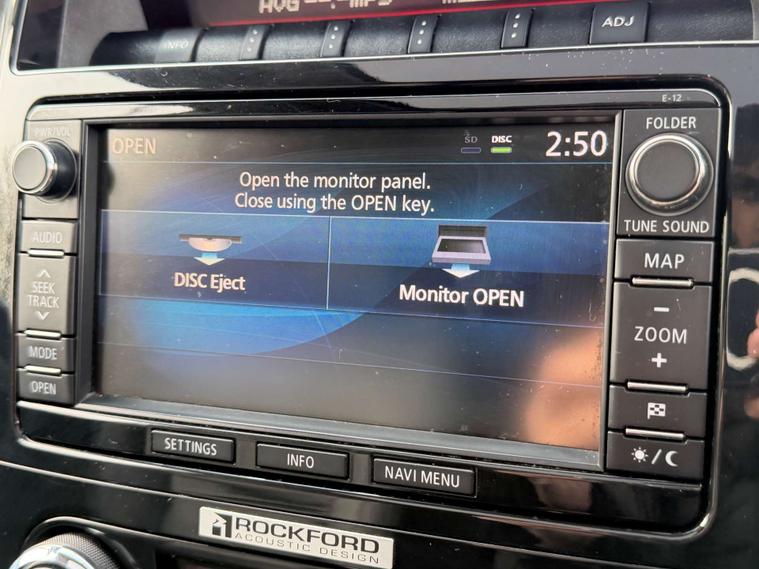 AVG
INFO
ADJ
E-12
PWR/VOL
OPEN
SD
DISC
2:50
FOLDER
Open the monitor panel.
Close using the OPEN key.
TUNE SOUND
AUDIO
DISC Eject
Monitor OPEN
MAP
SEEK
TRACK
−
ZOOM
+
MODE
OPEN
SETTINGS
INFO
NAVI MENU
ROCKFORD
ACOUSTIC DESIGN